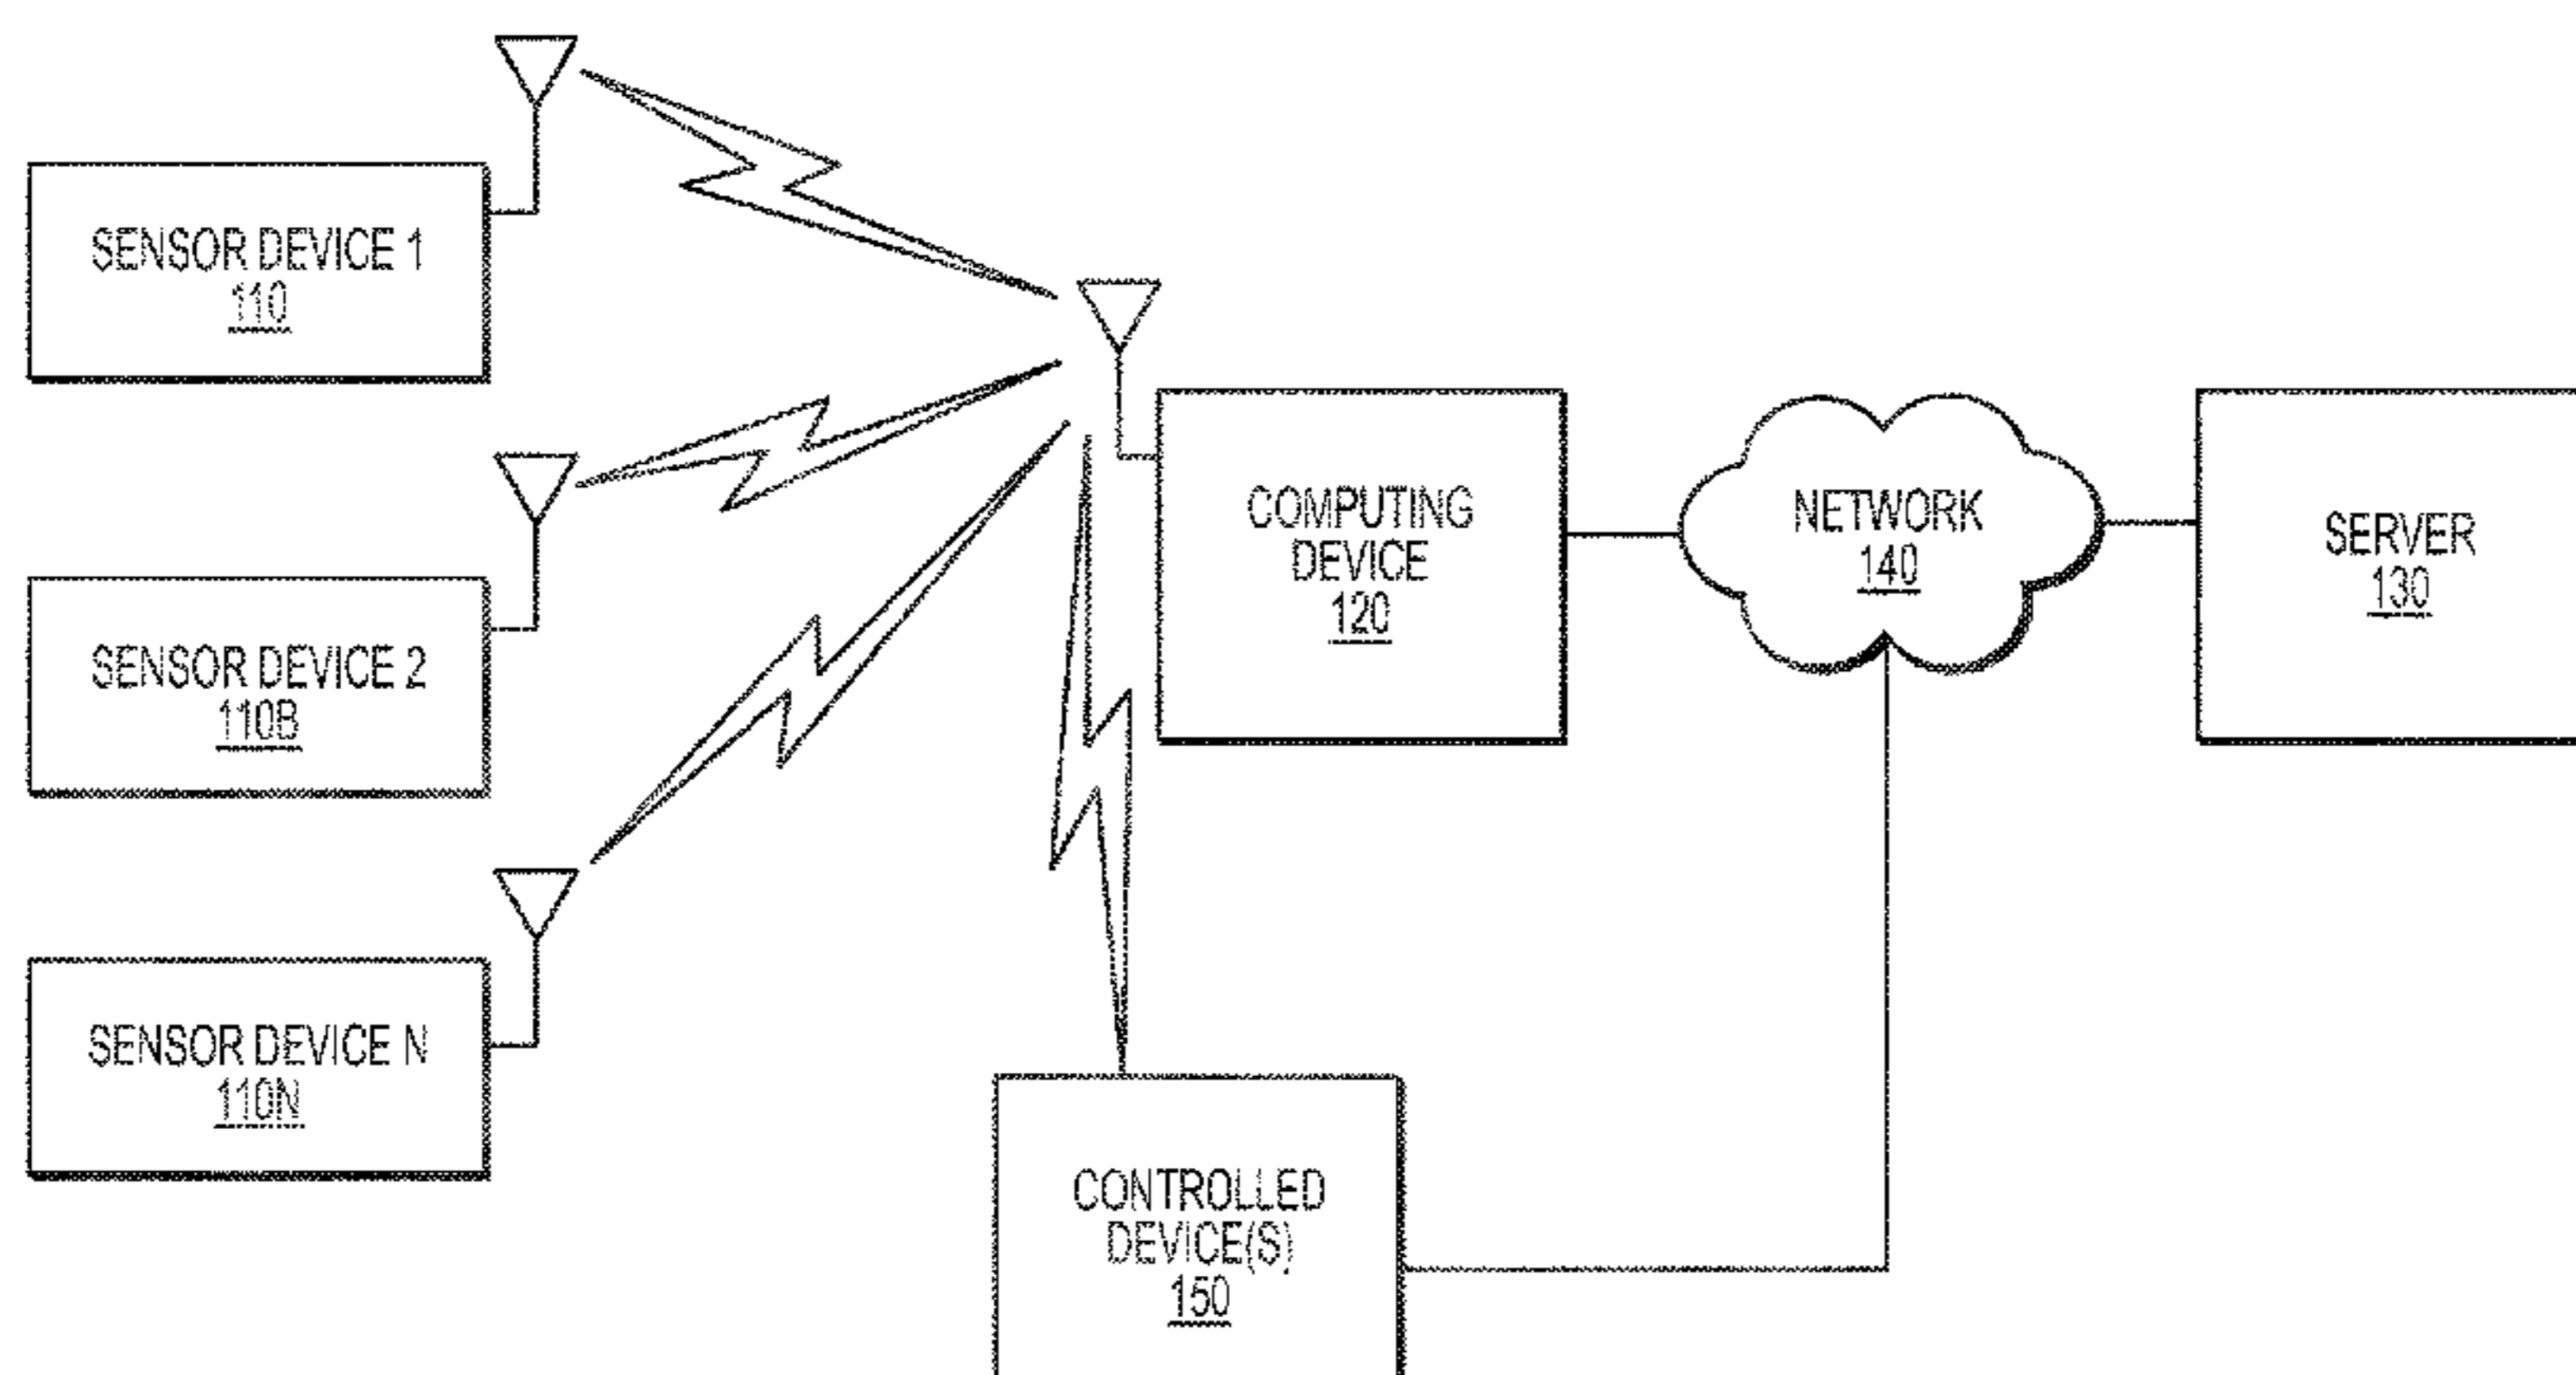 SENSOR DEVICE 1
110
SENSOR DEVICE 2
110B
SENSOR DEVICE N
110N
COMPUTING
DEVICE
120
NETWORK
140
SERVER
130
CONTROLLED
DEVICE(S)
150